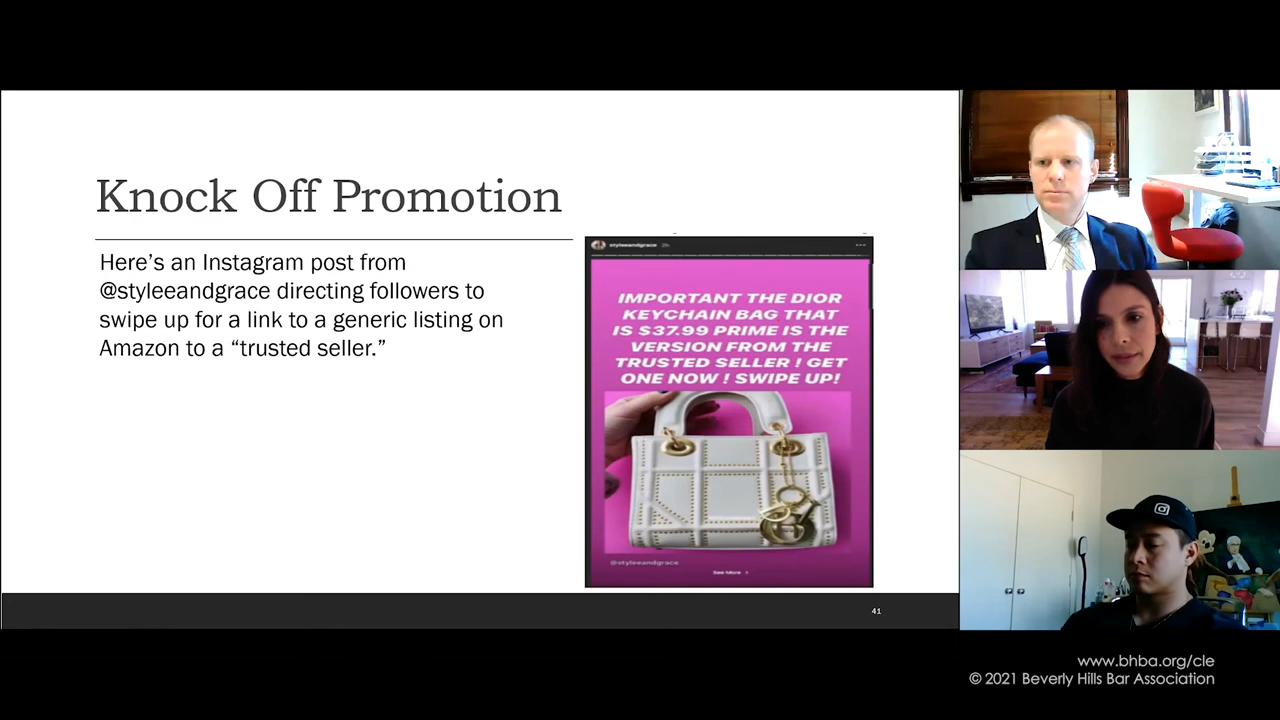 Knock Off Promotion
Here’s an Instagram post from
@styleeandgrace directing followers to
swipe up for a link to a generic listing on
Amazon to a “trusted seller.”
styleeandgrace 2h
IMPORTANT THE DIOR
KEYCHAIN BAG THAT
IS $37.99 PRIME IS THE
VERSION FROM THE
TRUSTED SELLER ! GET
ONE NOW ! SWIPE UP!
@styleeandgrace
See More
41
www.bhba.org/cle
© 2021 Beverly Hills Bar Association